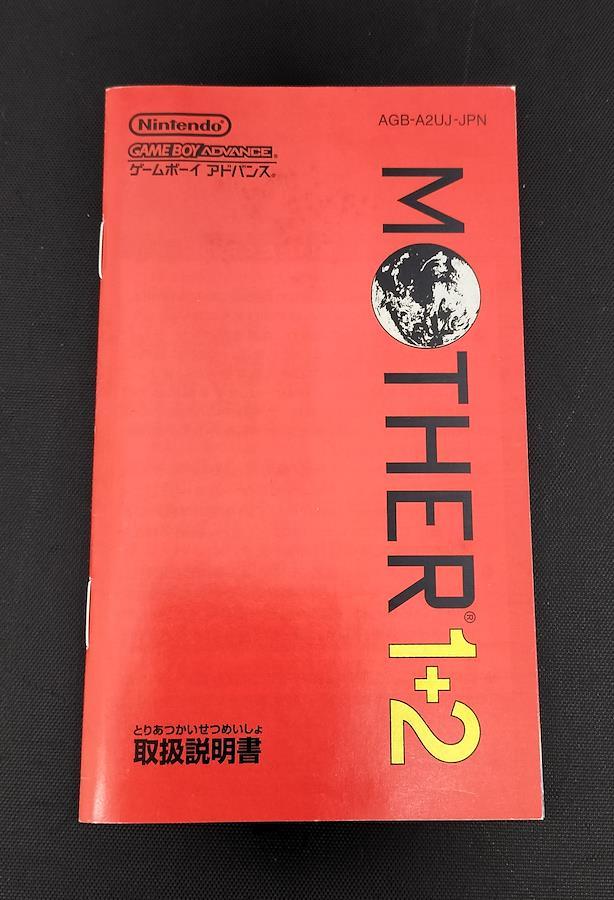 Nintendo®
AGB-A2UJ-JPN
GAME BOY ADVANCE®
ゲームボーイ アドバンス®
MOTHER® 1+2
とりあつかいせつめいしょ
取扱説明書